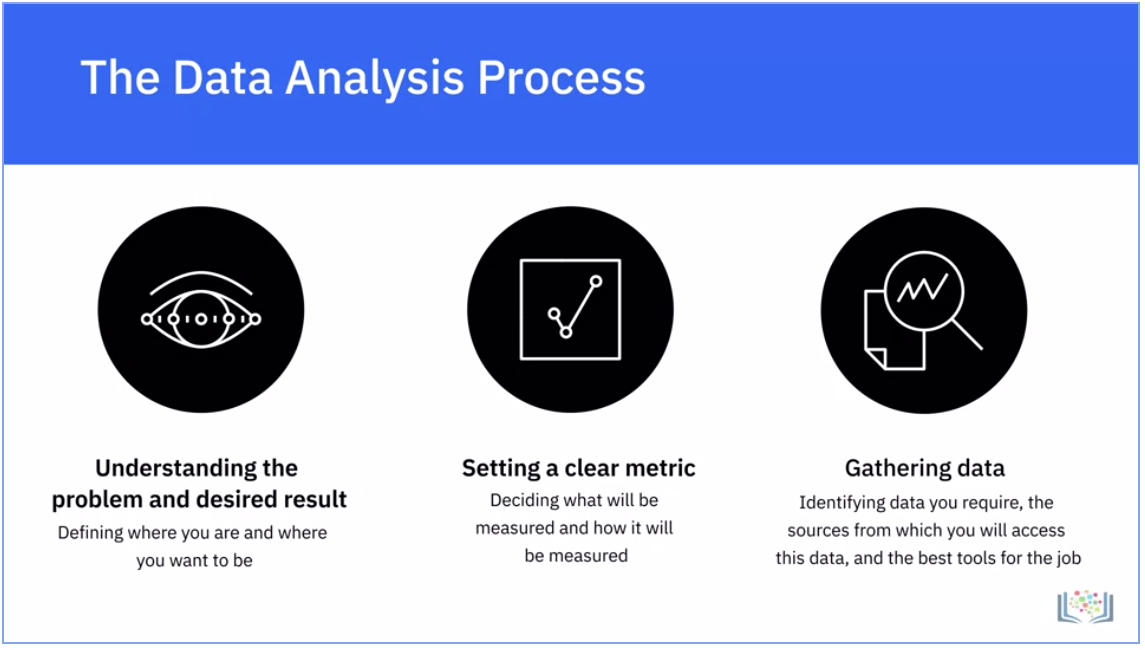 The Data Analysis Process
Understanding the
problem and desired result
Defining where you are and where
you want to be
Setting a clear metric
Deciding what will be
measured and how it will
be measured
Gathering data
Identifying data you require, the
sources from which you will access
this data, and the best tools for the job